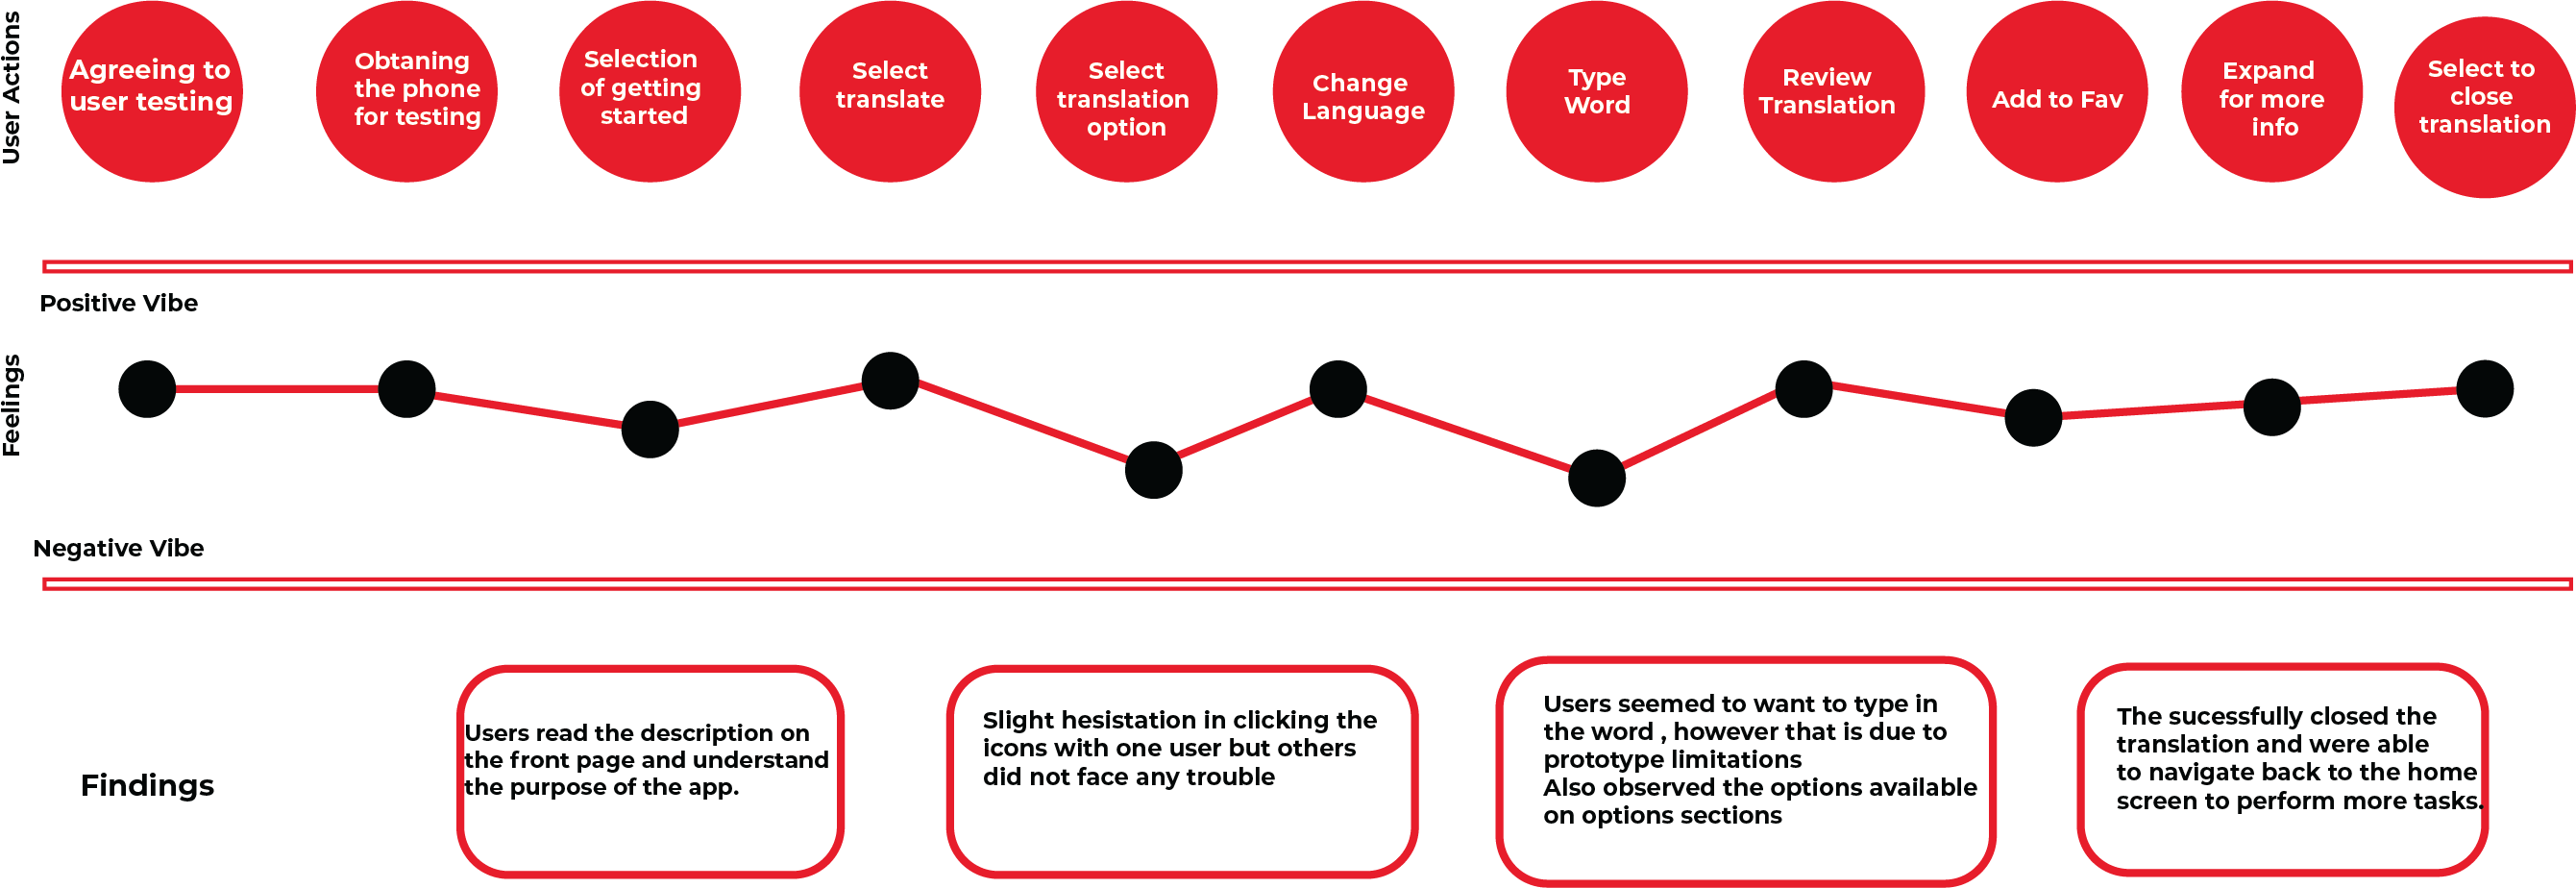 User Actions
Agreeing to
user testing
Obtaning
the phone
for testing
Selection
of getting
started
Select
translate
Select
translation
option
Change
Language
Type
Word
Review
Translation
Add to Fav
Expand
for more
info
Select to
close
translation
Positive Vibe
Feelings
Negative Vibe
Findings
Users read the description on
the front page and understand
the purpose of the app.
Slight hesistation in clicking the
icons with one user but others
did not face any trouble
Users seemed to want to type in
the word , however that is due to
prototype limitations
Also observed the options available
on options sections
The sucessfully closed the
translation and were able
to navigate back to the home
screen to perform more tasks.